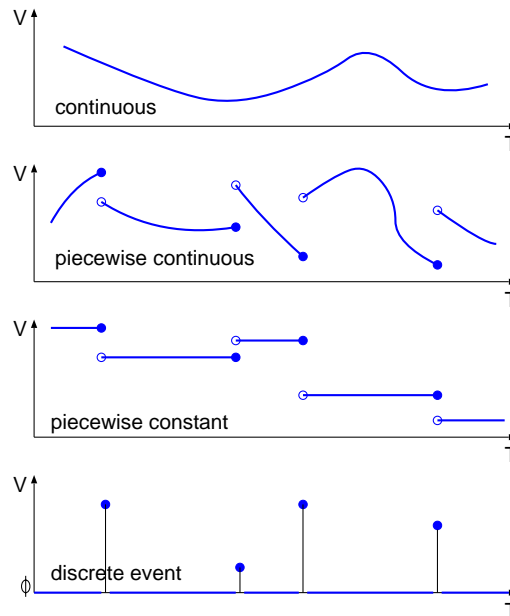 V
continuous
T
V
piecewise continuous
T
V
piecewise constant
T
V
discrete event
ϕ
T